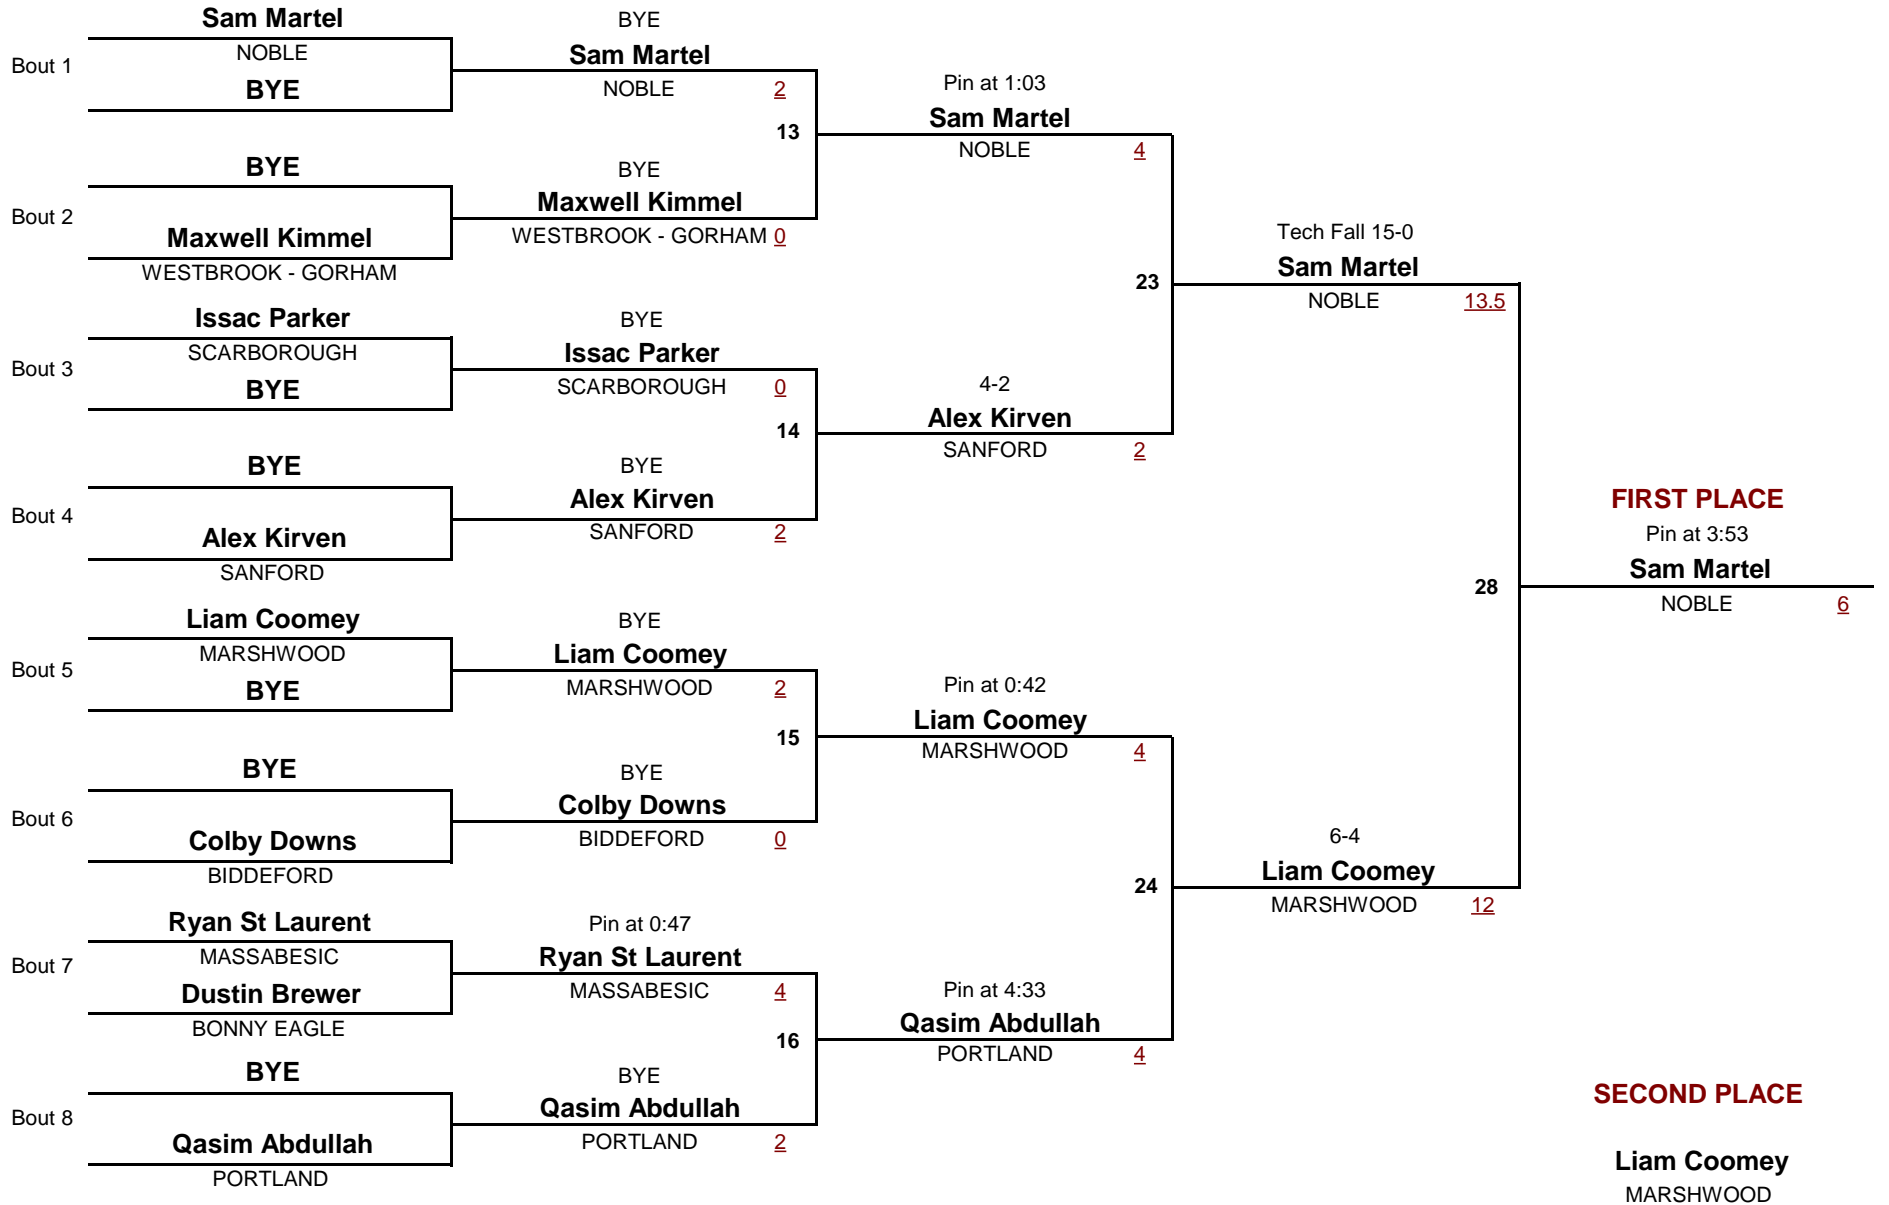 Sam Martel
Bout 1
NOBLE
BYE
BYE
Bout 2
Maxwell Kimmel
WESTBROOK - GORHAM
Issac Parker
Bout 3
SCARBOROUGH
BYE
BYE
Bout 4
Alex Kirven
SANFORD
Liam Coomey
Bout 5
MARSHWOOD
BYE
BYE
Bout 6
Colby Downs
BIDDEFORD
Ryan St Laurent
Bout 7
MASSABESIC
Dustin Brewer
BONNY EAGLE
BYE
Bout 8
Qasim Abdullah
PORTLAND
BYE
Sam Martel
NOBLE 2
13
BYE
Maxwell Kimmel
WESTBROOK - GORHAM 0
BYE
Issac Parker
SCARBOROUGH 0
14
BYE
Alex Kirven
SANFORD 2
BYE
Liam Coomey
MARSHWOOD 2
15
BYE
Colby Downs
BIDDEFORD 0
Pin at 0:47
Ryan St Laurent
MASSABESIC 4
16
BYE
Qasim Abdullah
PORTLAND 2
Pin at 1:03
Sam Martel
NOBLE 4
23
4-2
Alex Kirven
SANFORD 2
Pin at 0:42
Liam Coomey
MARSHWOOD 4
24
Pin at 4:33
Qasim Abdullah
PORTLAND 4
Tech Fall 15-0
Sam Martel
NOBLE 13.5
28
6-4
Liam Coomey
MARSHWOOD 12
FIRST PLACE
Pin at 3:53
Sam Martel
NOBLE 6
SECOND PLACE
Liam Coomey
MARSHWOOD